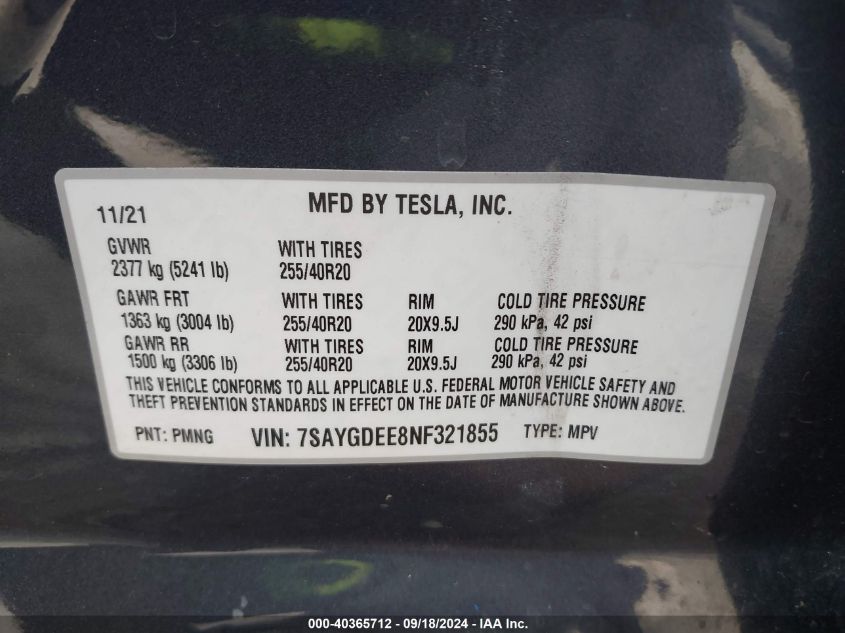 MFD BY TESLA, INC.
11/21
GVWR WITH TIRES
2377 kg (5241 lb) 255/40R20
GAWR FRT WITH TIRES RIM COLD TIRE PRESSURE
1363 kg (3004 lb) 255/40R20 20X9.5J 290 kPa, 42 psi
GAWR RR WITH TIRES RIM COLD TIRE PRESSURE
1500 kg (3306 lb) 255/40R20 20X9.5J 290 kPa, 42 psi
THIS VEHICLE CONFORMS TO ALL APPLICABLE U.S. FEDERAL MOTOR VEHICLE SAFETY AND
THEFT PREVENTION STANDARDS IN EFFECT ON THE DATE OF MANUFACTURE SHOWN ABOVE.
PNT: PMNG VIN: 7SAYGDEE8NF321855 TYPE: MPV
000-40365712 - 09/18/2024 - IAA Inc.